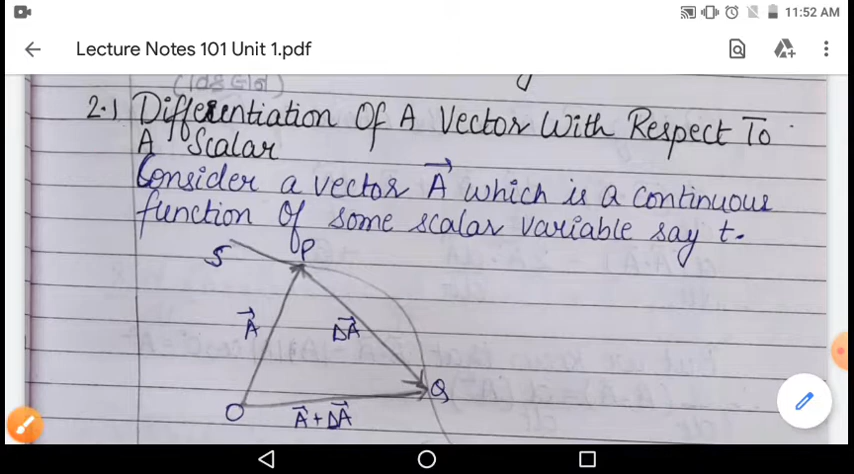 11:52 AM
Lecture Notes 101 Unit 1.pdf
2.1 Differentiation Of A Vector With Respect To
A Scalar
Consider a vector A⃗ which is a continuous
function of some scalar variable say t.
S
P
A⃗
ΔA⃗
Q
O
A⃗ + ΔA⃗